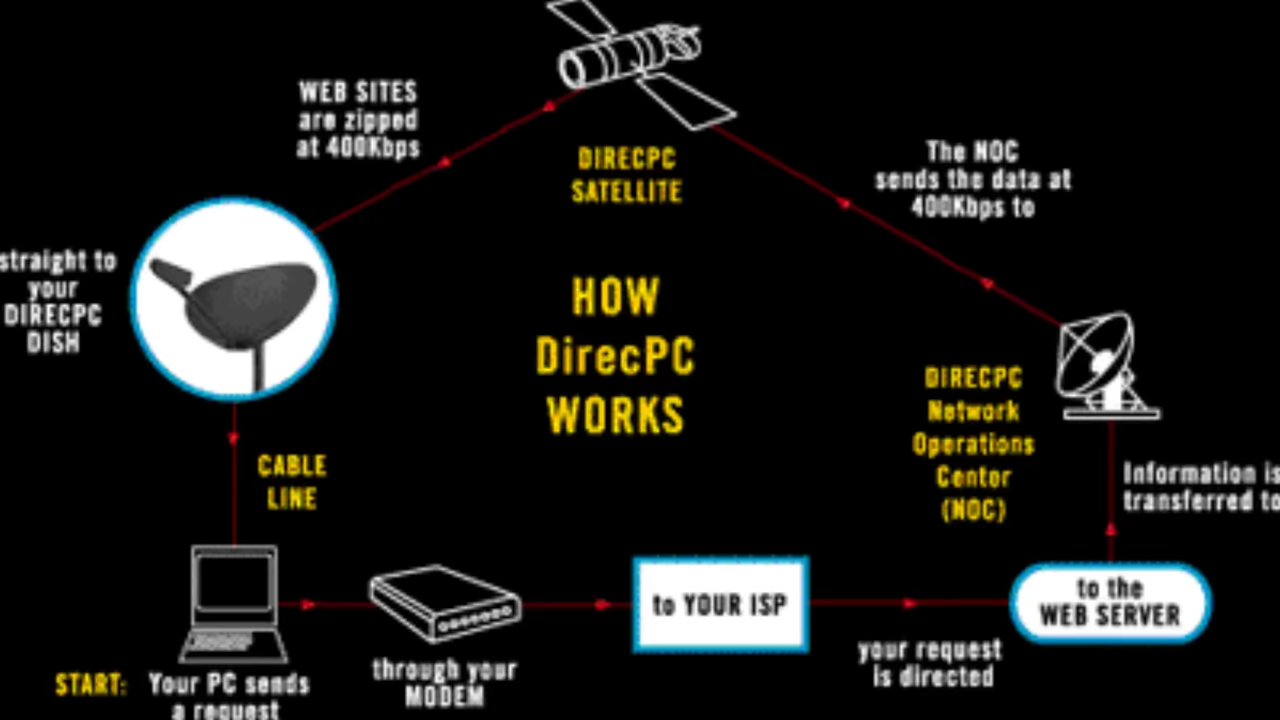 WEB SITES
are zipped
at 400Kbps
DIRECPC
SATELLITE
The NOC
sends the data at
400Kbps to
straight to
your
DIRECPC
DISH
HOW
DirecPC
WORKS
DIRECPC
Network
Operations
Center
(NOC)
CABLE
LINE
Information is
transferred to
to YOUR ISP
to the
WEB SERVER
your request
is directed
through your
MODEM
START:
Your PC sends
a request